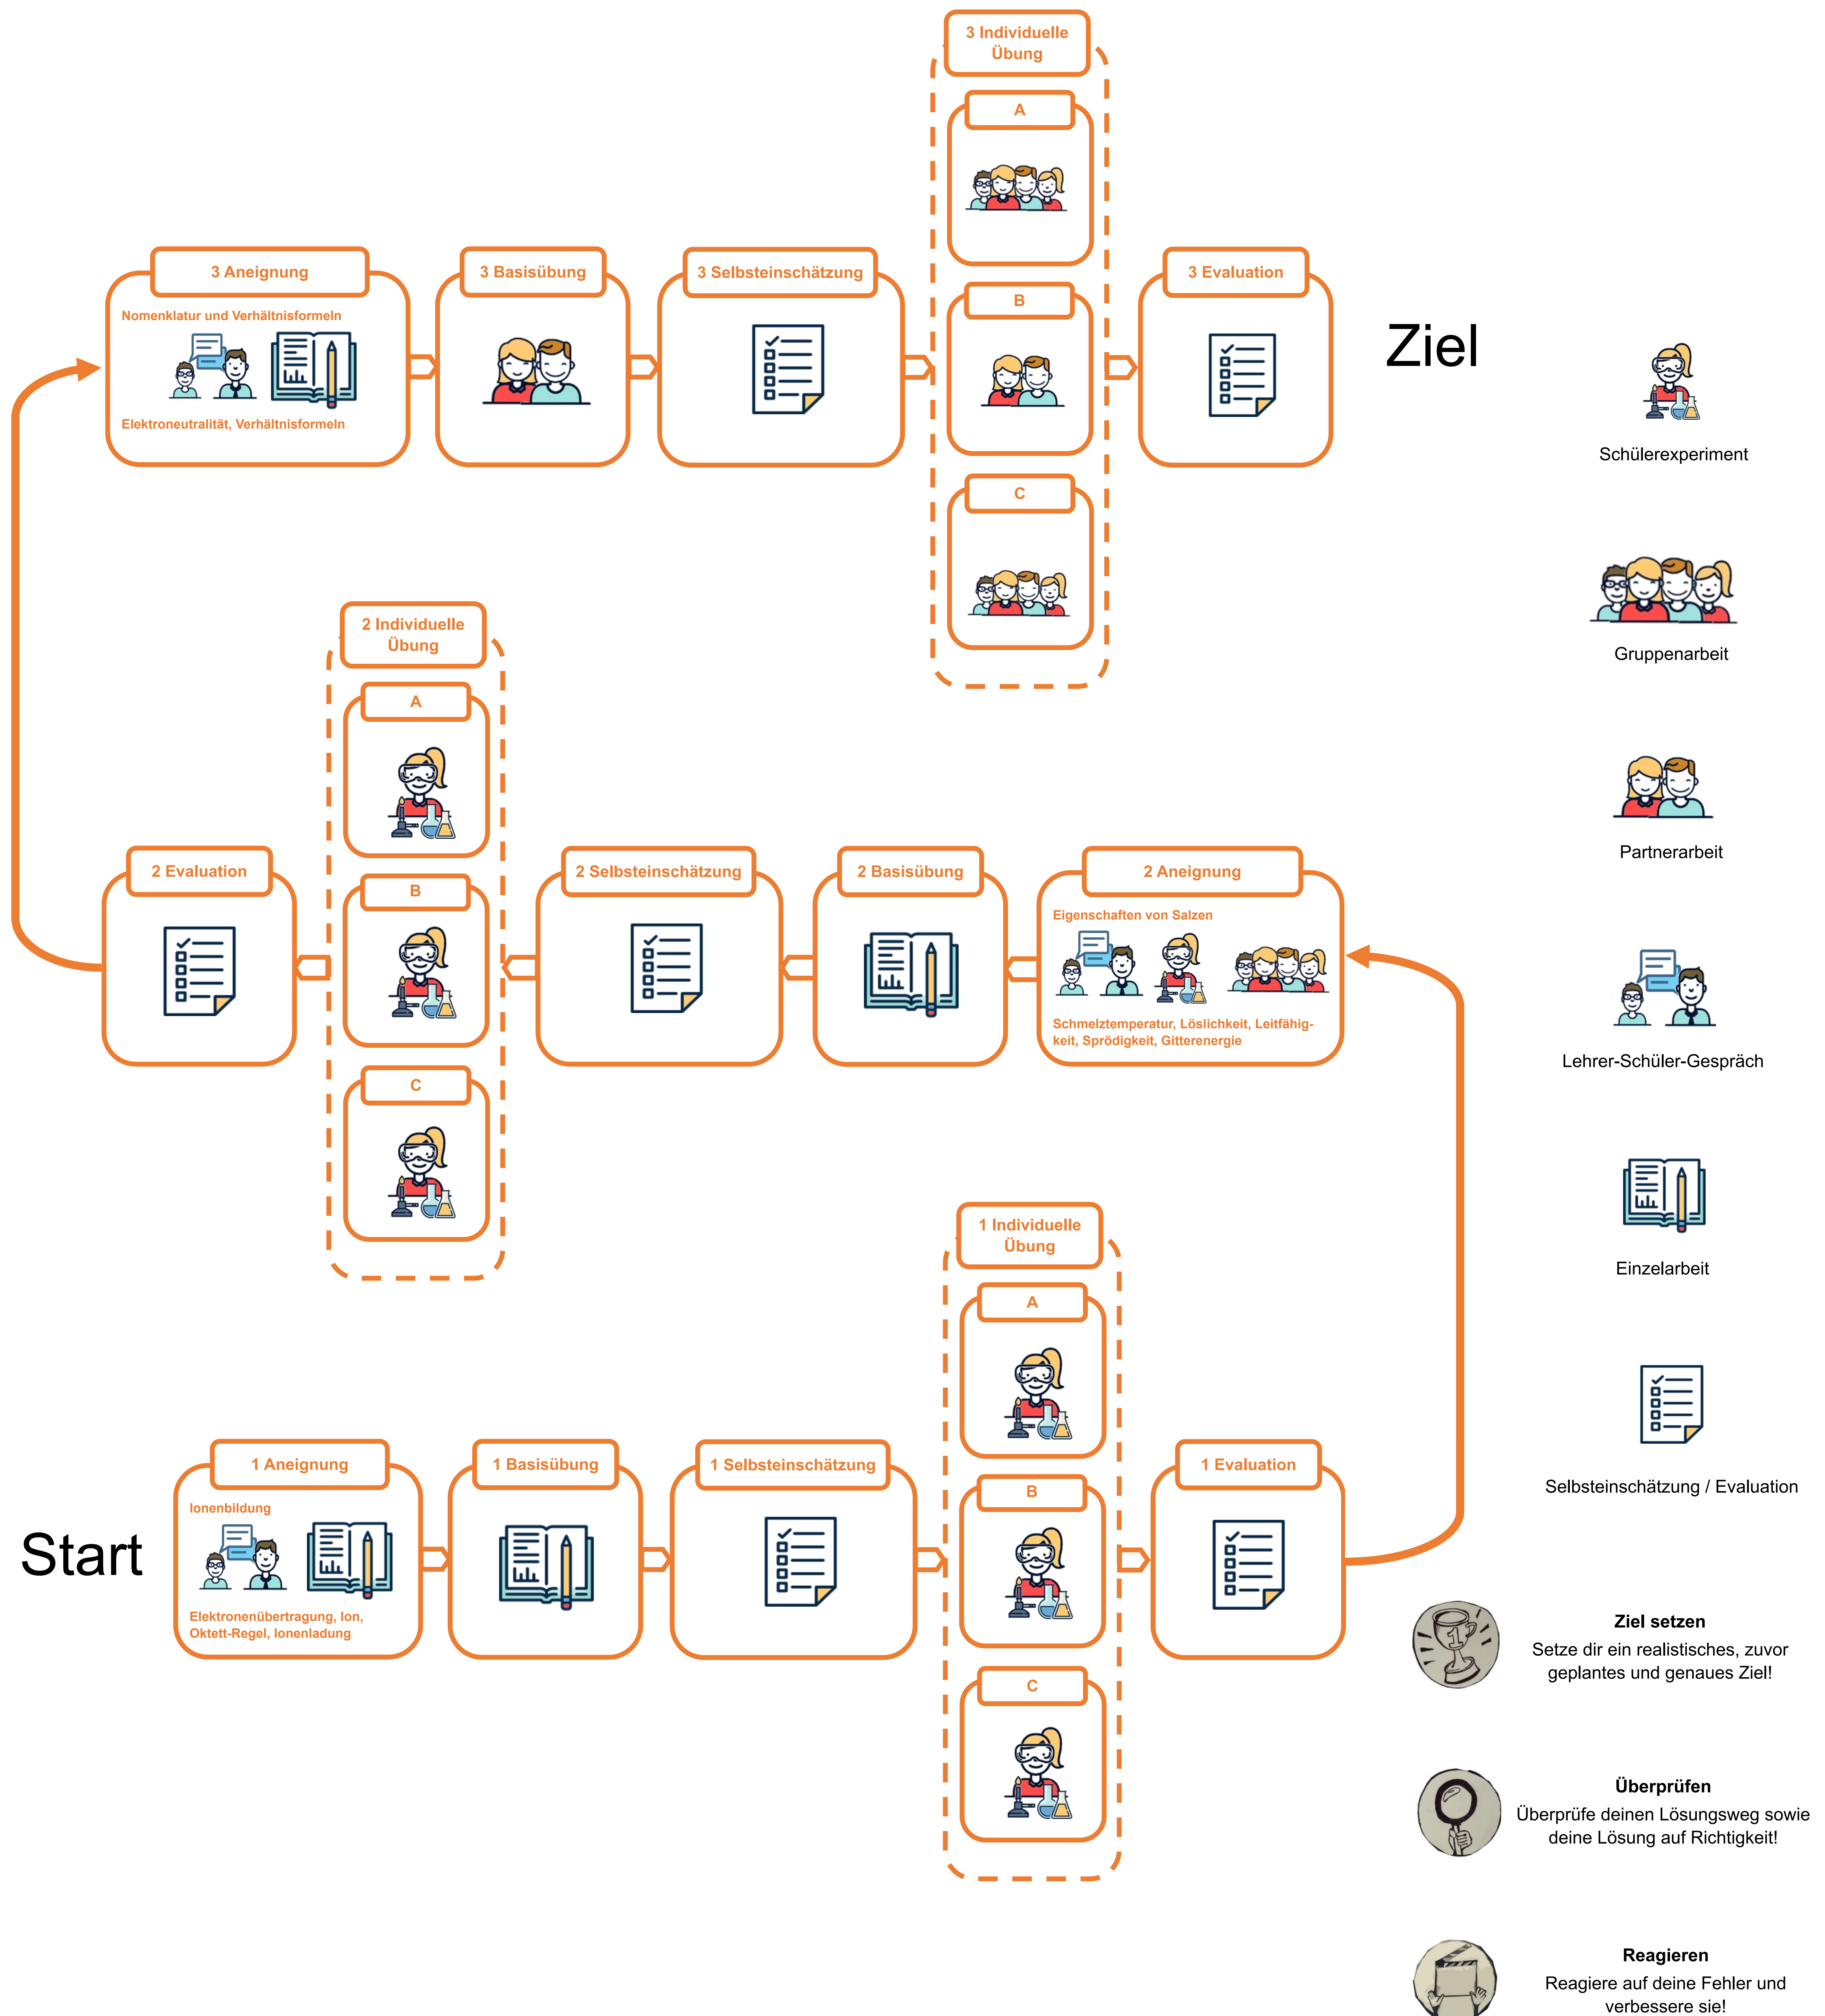 3 Individuelle
Übung
A
B
C
3 Aneignung
Nomenklatur und Verhältnisformeln
Elektroneutralität, Verhältnisformeln
3 Basisübung
3 Selbsteinschätzung
3 Evaluation
Ziel
2 Individuelle
Übung
A
B
C
2 Evaluation
2 Selbsteinschätzung
2 Basisübung
2 Aneignung
Eigenschaften von Salzen
Schmelztemperatur, Löslichkeit, Leitfähig-
keit, Sprödigkeit, Gitterenergie
1 Individuelle
Übung
A
B
C
Start
1 Aneignung
Ionenbildung
Elektronenübertragung, Ion,
Oktett-Regel, Ionenladung
1 Basisübung
1 Selbsteinschätzung
1 Evaluation
Schülerexperiment
Gruppenarbeit
Partnerarbeit
Lehrer-Schüler-Gespräch
Einzelarbeit
Selbsteinschätzung / Evaluation
1
Ziel setzen
Setze dir ein realistisches, zuvor
geplantes und genaues Ziel!
Überprüfen
Überprüfe deinen Lösungsweg sowie
deine Lösung auf Richtigkeit!
Reagieren
Reagiere auf deine Fehler und
verbessere sie!